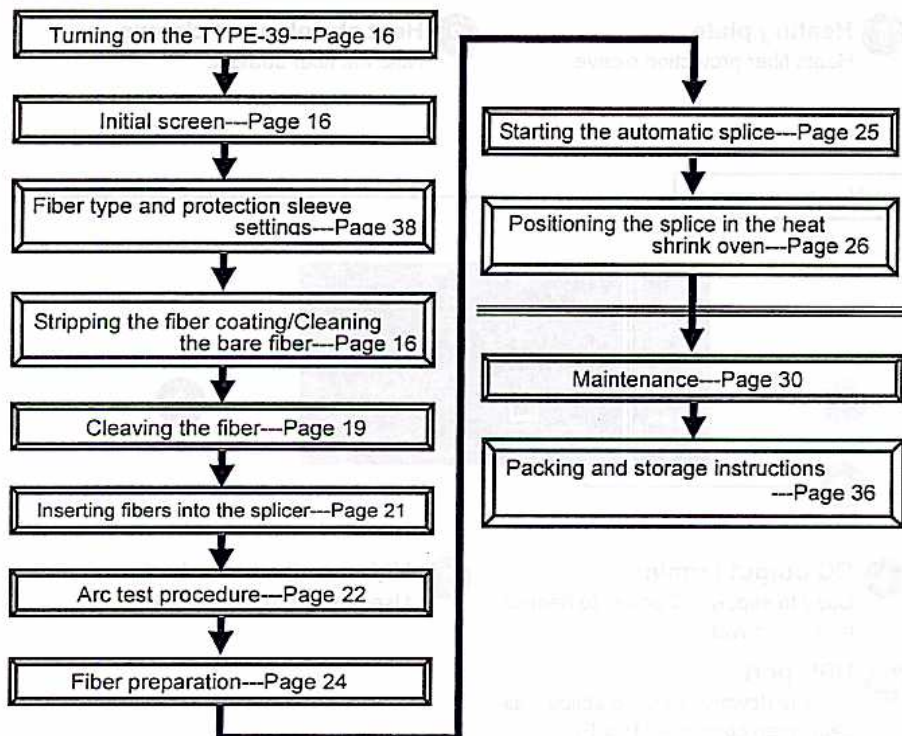 Turning on the TYPE-39---Page 16
Initial screen---Page 16
Fiber type and protection sleeve
settings---Page 38
Stripping the fiber coating/Cleaning
the bare fiber---Page 16
Cleaving the fiber---Page 19
Inserting fibers into the splicer---Page 21
Arc test procedure---Page 22
Fiber preparation---Page 24
Starting the automatic splice---Page 25
Positioning the splice in the heat
shrink oven---Page 26
Maintenance---Page 30
Packing and storage instructions
---Page 36